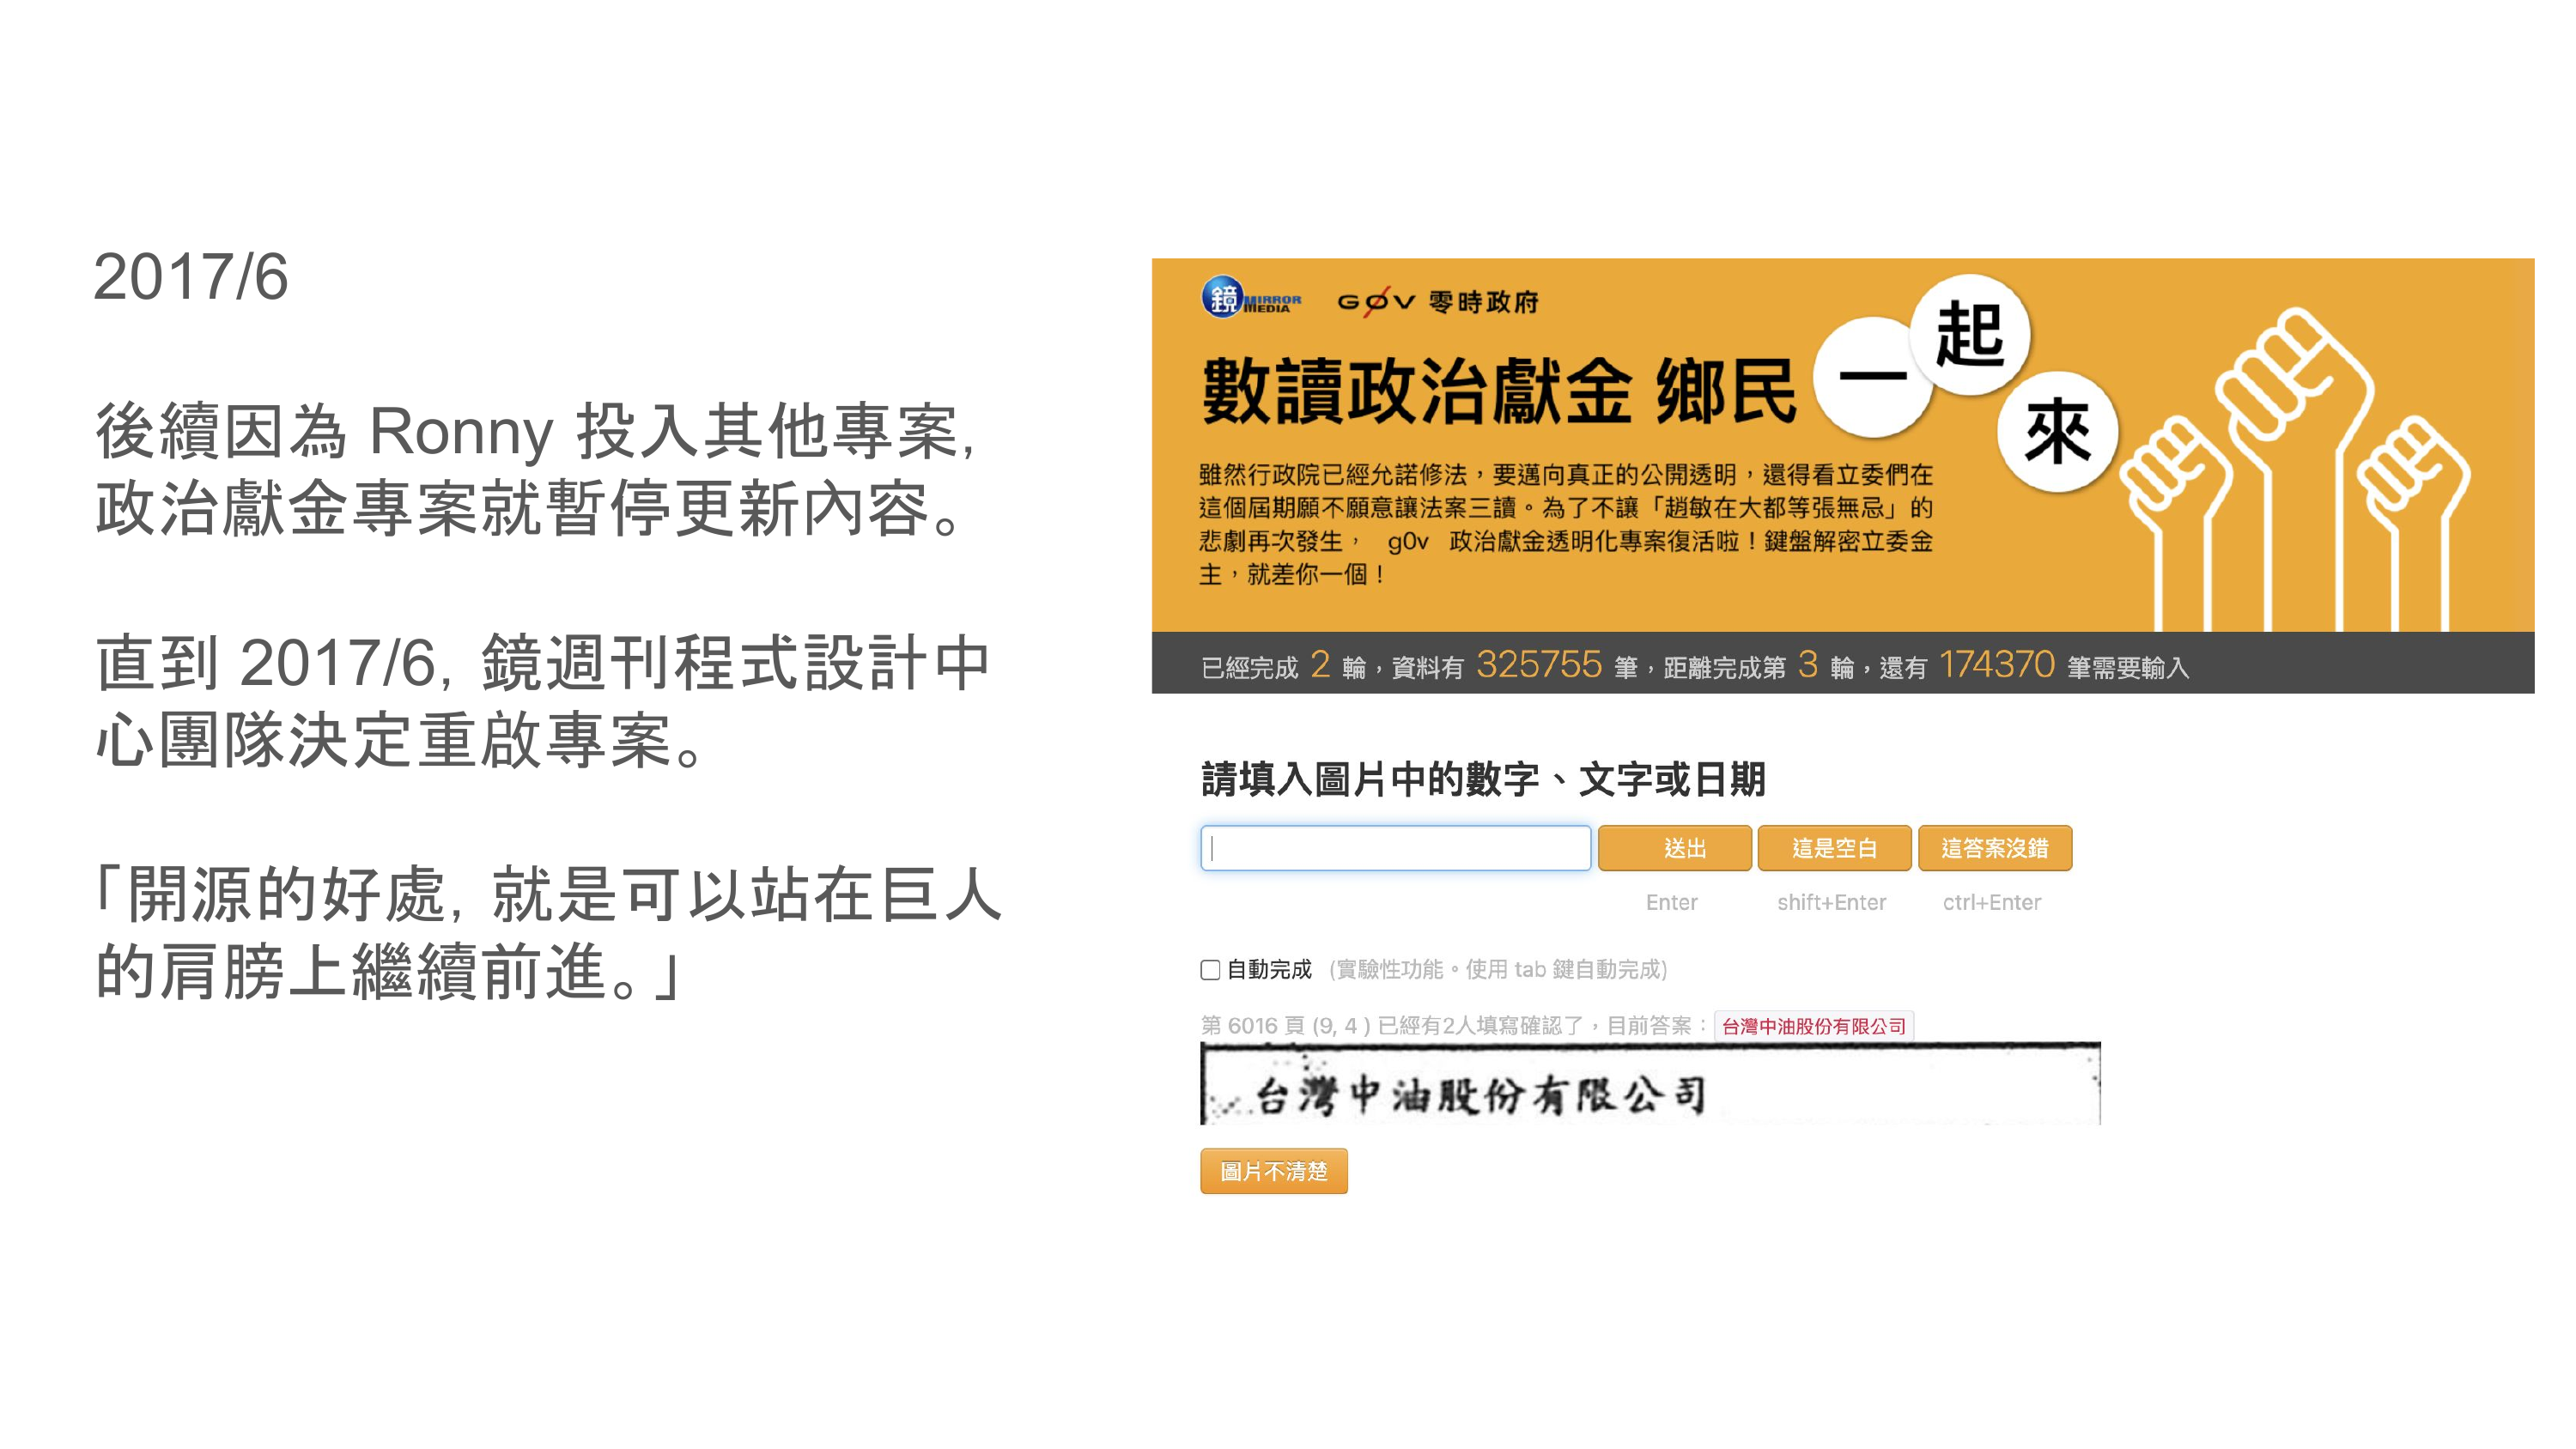 2017/6
後續因為 Ronny 投入其他專案,
政治獻金專案就暫停更新內容。
直到 2017/6, 鏡週刊程式設計中
心團隊決定重啟專案。
「開源的好處, 就是可以站在巨人
的肩膀上繼續前進。」
鏡 MIRROR MEDIA g0v 零時政府
數讀政治獻金 鄉民一起來
雖然行政院已經允諾修法,要邁向真正的公開透明,還得看立委們在
這個屆期願不願意讓法案三讀。為了不讓「趙敏在大都等張無忌」的
悲劇再次發生, g0v 政治獻金透明化專案復活啦!鍵盤解密立委金
主,就差你一個!
已經完成 2 輪,資料有 325755 筆,距離完成第 3 輪,還有 174370 筆需要輸入
請填入圖片中的數字、文字或日期
送出 這是空白 這答案沒錯
Enter shift+Enter ctrl+Enter
自動完成 (實驗性功能。使用 tab 鍵自動完成)
第 6016 頁 (9, 4 ) 已經有2人填寫確認了,目前答案: 台灣中油股份有限公司
台灣中油股份有限公司
圖片不清楚